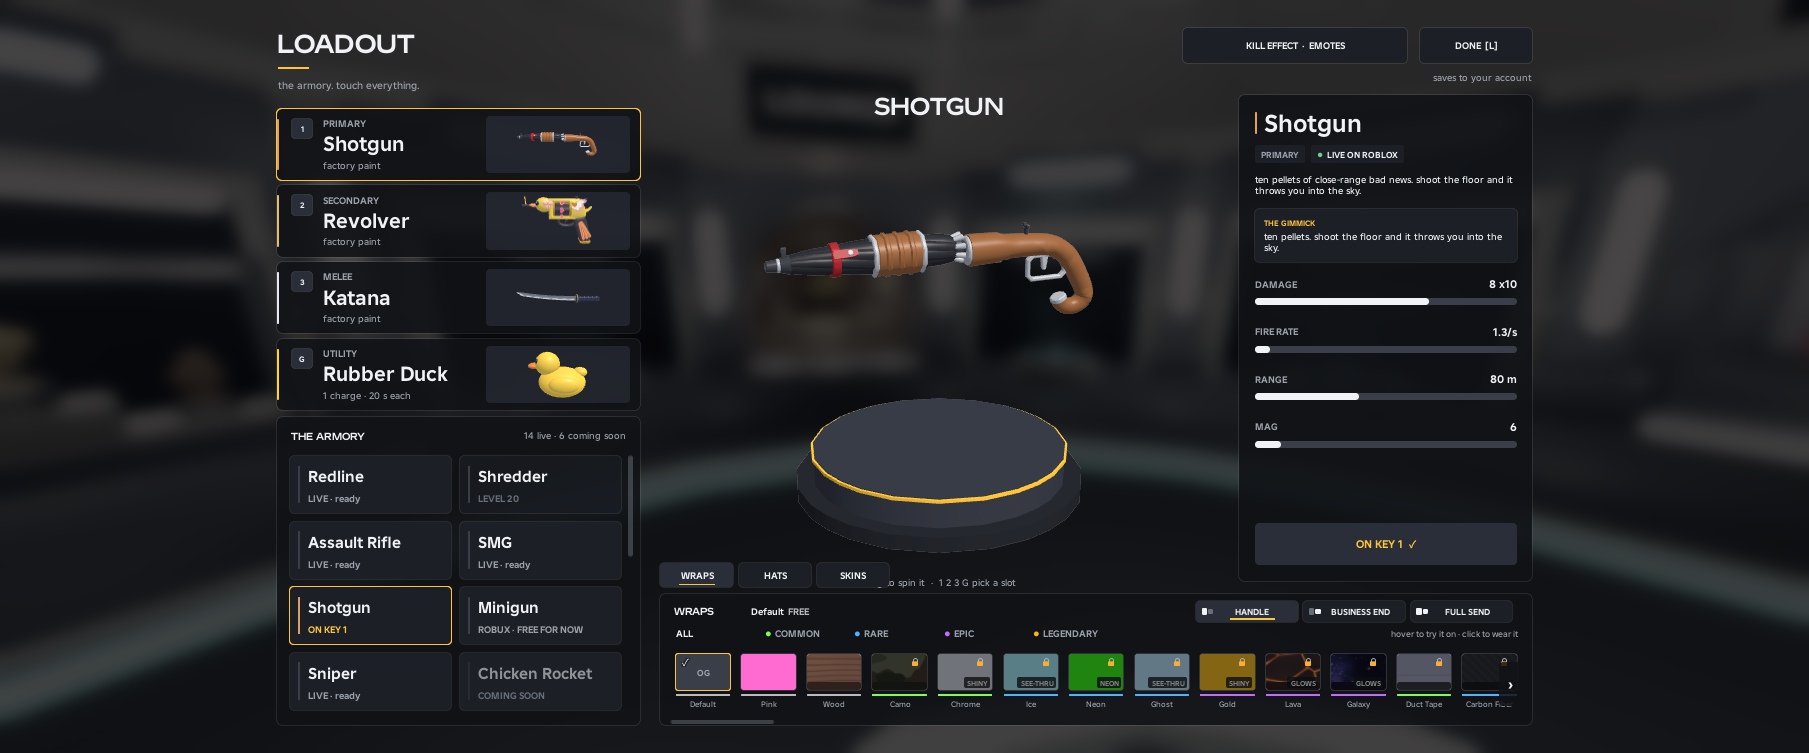 LOADOUT
the armory. touch everything.
KILL EFFECT · EMOTES
DONE [L]
saves to your account
1
PRIMARY
Shotgun
factory paint
2
SECONDARY
Revolver
factory paint
3
MELEE
Katana
factory paint
G
UTILITY
Rubber Duck
1 charge · 20 s each
THE ARMORY
14 live · 6 coming soon
Redline
LIVE · ready
Shredder
LEVEL 20
Assault Rifle
LIVE · ready
SMG
LIVE · ready
Shotgun
ON KEY 1
Minigun
ROBUX · FREE FOR NOW
Sniper
LIVE · ready
Chicken Rocket
COMING SOON
SHOTGUN
to spin it · 1 2 3 G pick a slot
Shotgun
PRIMARY
LIVE ON ROBLOX
ten pellets of close-range bad news. shoot the floor and it
throws you into the sky.
THE GIMMICK
ten pellets. shoot the floor and it throws you into the
sky.
DAMAGE 8 x10
FIRE RATE 1.3/s
RANGE 80 m
MAG 6
ON KEY 1 ✓
WRAPS
HATS
SKINS
WRAPS
Default FREE
HANDLE
BUSINESS END
FULL SEND
ALL
COMMON
RARE
EPIC
LEGENDARY
hover to try it on · click to wear it
✓
OG
Default
Pink
Wood
Camo
SHINY
Chrome
SEE-THRU
Ice
NEON
Neon
SEE-THRU
Ghost
SHINY
Gold
GLOWS
Lava
GLOWS
Galaxy
Duct Tape
Carbon
›